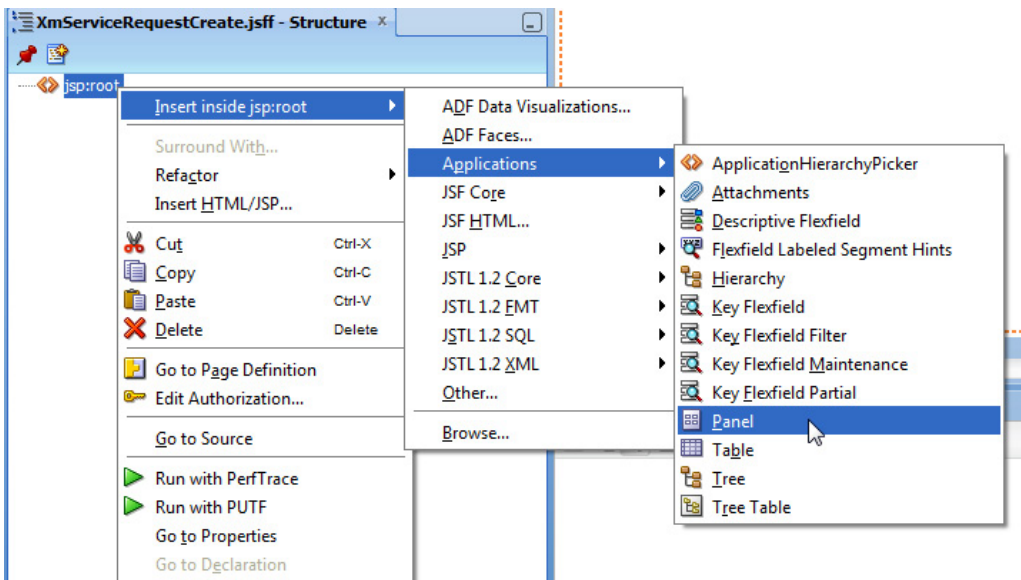 XmServiceRequestCreate.jsff - Structure x
jsp:root
Insert inside jsp:root
Surround With...
Refactor
Insert HTML/JSP...
Cut Ctrl-X
Copy Ctrl-C
Paste Ctrl-V
Delete Delete
Go to Page Definition
Edit Authorization...
Go to Source
Run with PerfTrace
Run with PUTF
Go to Properties
Go to Declaration
ADF Data Visualizations...
ADF Faces...
Applications
JSF Core
JSF HTML...
JSP
JSTL 1.2 Core
JSTL 1.2 FMT
JSTL 1.2 SQL
JSTL 1.2 XML
Other...
Browse...
ApplicationHierarchyPicker
Attachments
Descriptive Flexfield
Flexfield Labeled Segment Hints
Hierarchy
Key Flexfield
Key Flexfield Filter
Key Flexfield Maintenance
Key Flexfield Partial
Panel
Table
Tree
Tree Table